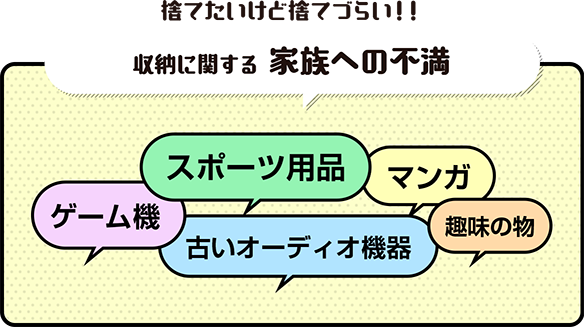 捨てたいけど捨てづらい!!
収納に関する 家族への不満
スポーツ用品
マンガ
ゲーム機
趣味の物
古いオーディオ機器